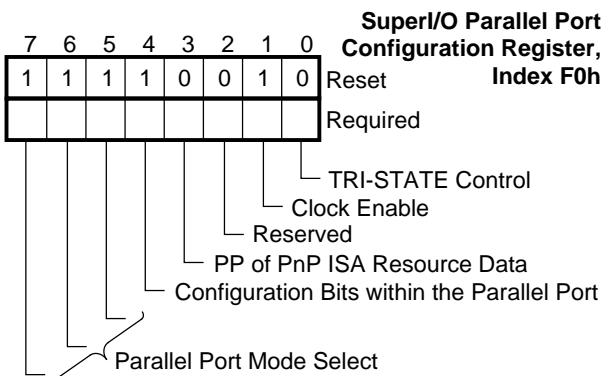 SuperI/O Parallel Port
Configuration Register,
Index F0h
7 6 5 4 3 2 1 0
1 1 1 1 0 0 1 0 Reset
Required
TRI-STATE Control
Clock Enable
Reserved
PP of PnP ISA Resource Data
Configuration Bits within the Parallel Port
Parallel Port Mode Select